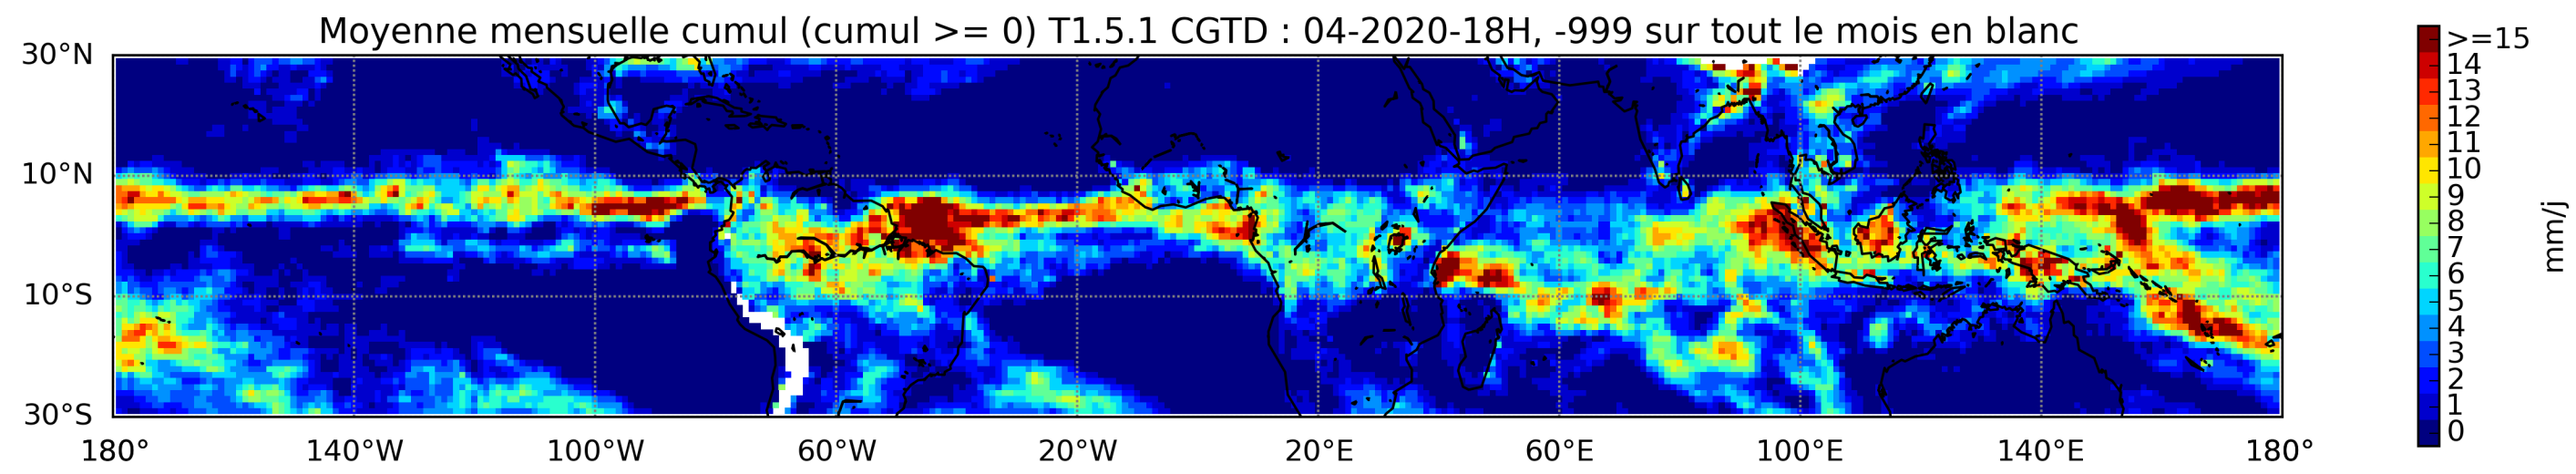 Moyenne mensuelle cumul (cumul >= 0) T1.5.1 CGTD : 04-2020-18H, -999 sur tout le mois en blanc
30°N
10°N
10°S
30°S
180°
140°W
100°W
60°W
20°W
20°E
60°E
100°E
140°E
180°
>=15
14
13
12
11
10
9
8
7
6
5
4
3
2
1
0
mm/j